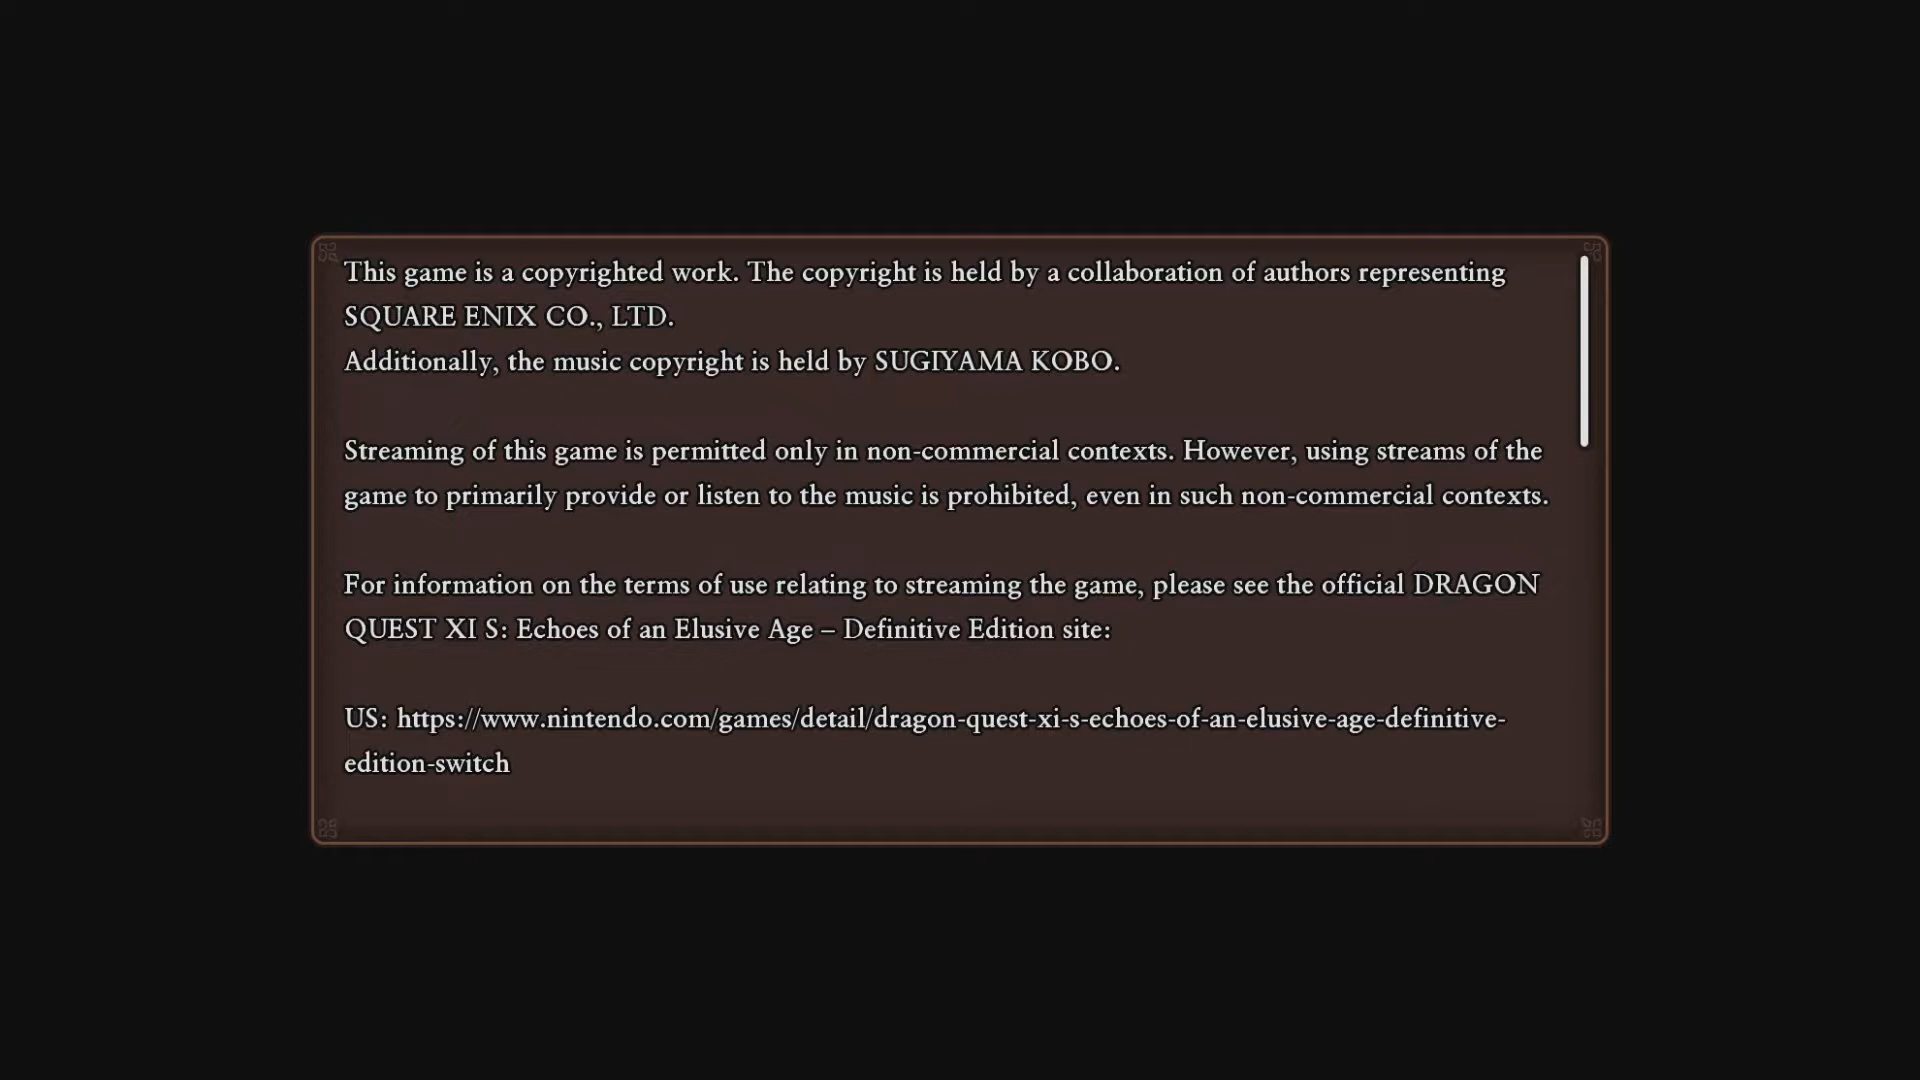 This game is a copyrighted work. The copyright is held by a collaboration of authors representing
SQUARE ENIX CO., LTD.
Additionally, the music copyright is held by SUGIYAMA KOBO.
Streaming of this game is permitted only in non-commercial contexts. However, using streams of the
game to primarily provide or listen to the music is prohibited, even in such non-commercial contexts.
For information on the terms of use relating to streaming the game, please see the official DRAGON
QUEST XI S: Echoes of an Elusive Age – Definitive Edition site:
US: https://www.nintendo.com/games/detail/dragon-quest-xi-s-echoes-of-an-elusive-age-definitive-
edition-switch